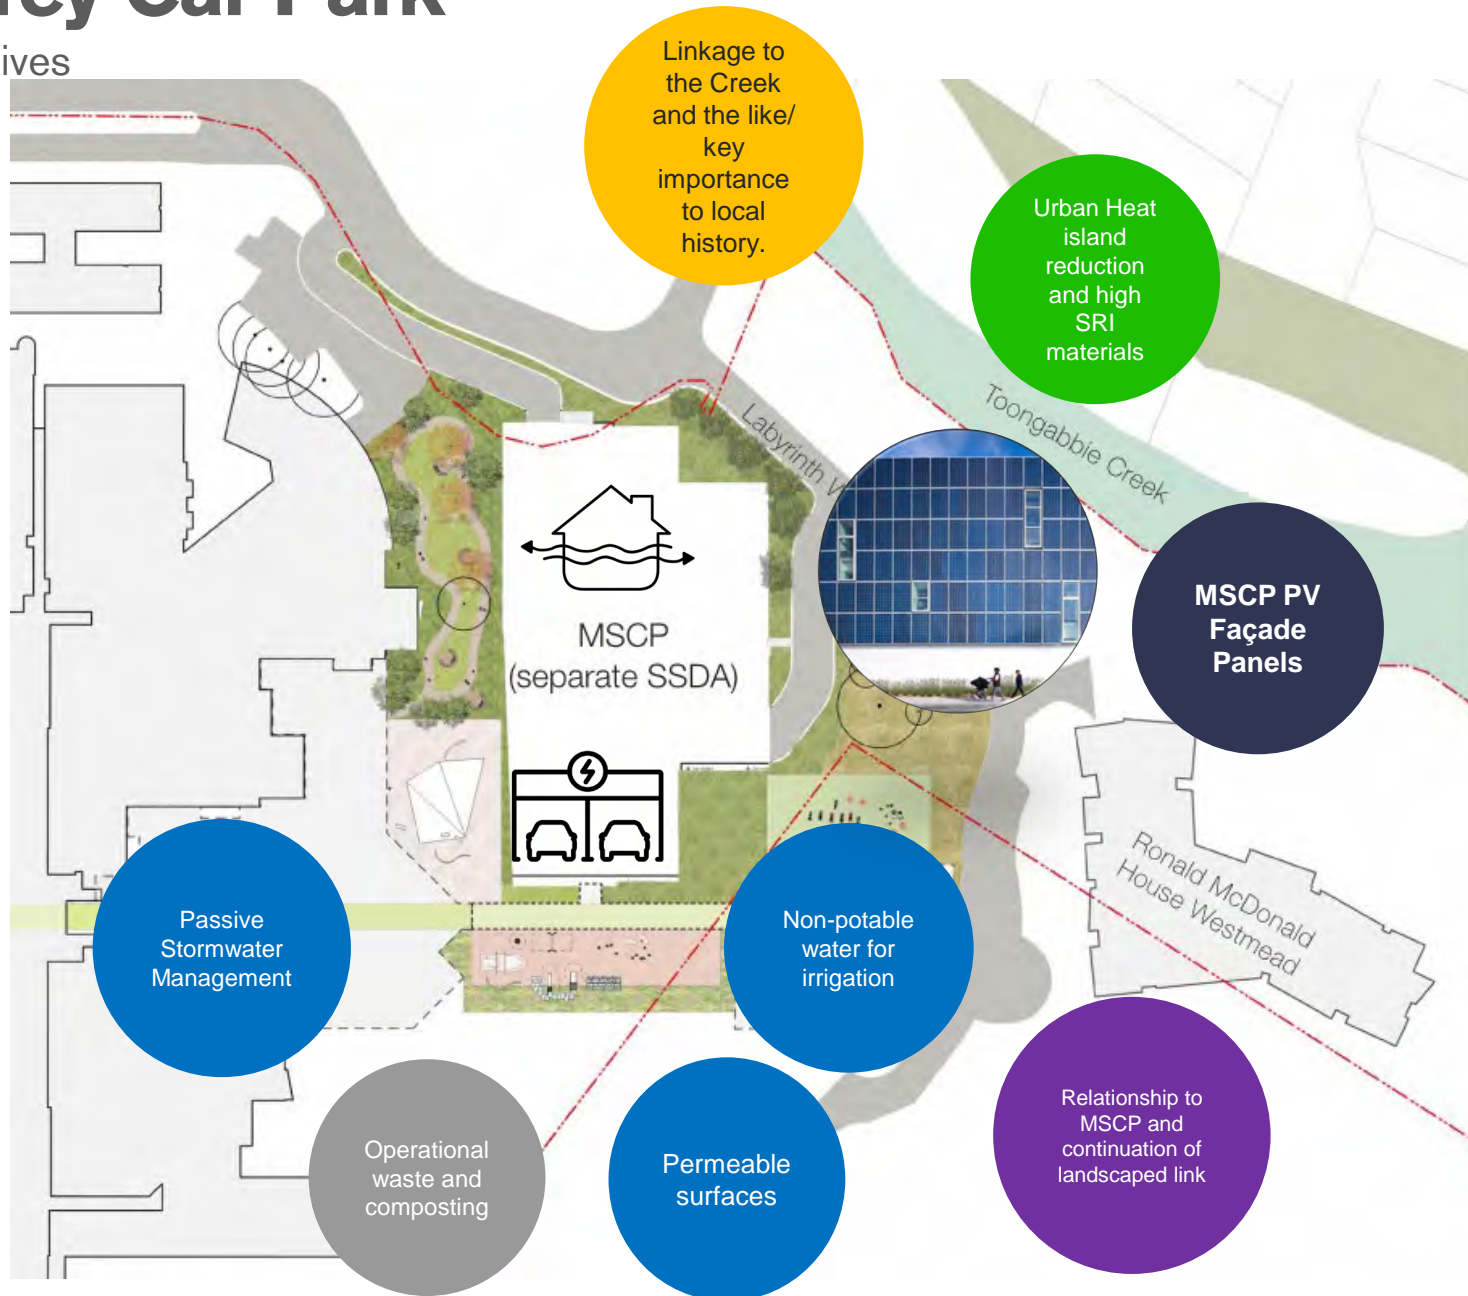 Car Park
ives
Linkage to
the Creek
and the like/
key
importance
to local
history.
Urban Heat
island
reduction
and high
SRI
materials
Toongabbie Creek
Labyrinth
MSCP
(separate SSDA)
MSCP PV
Façade
Panels
Ronald McDonald
House Westmead
Passive
Stormwater
Management
Non-potable
water for
irrigation
Operational
waste and
composting
Permeable
surfaces
Relationship to
MSCP and
continuation of
landscaped link